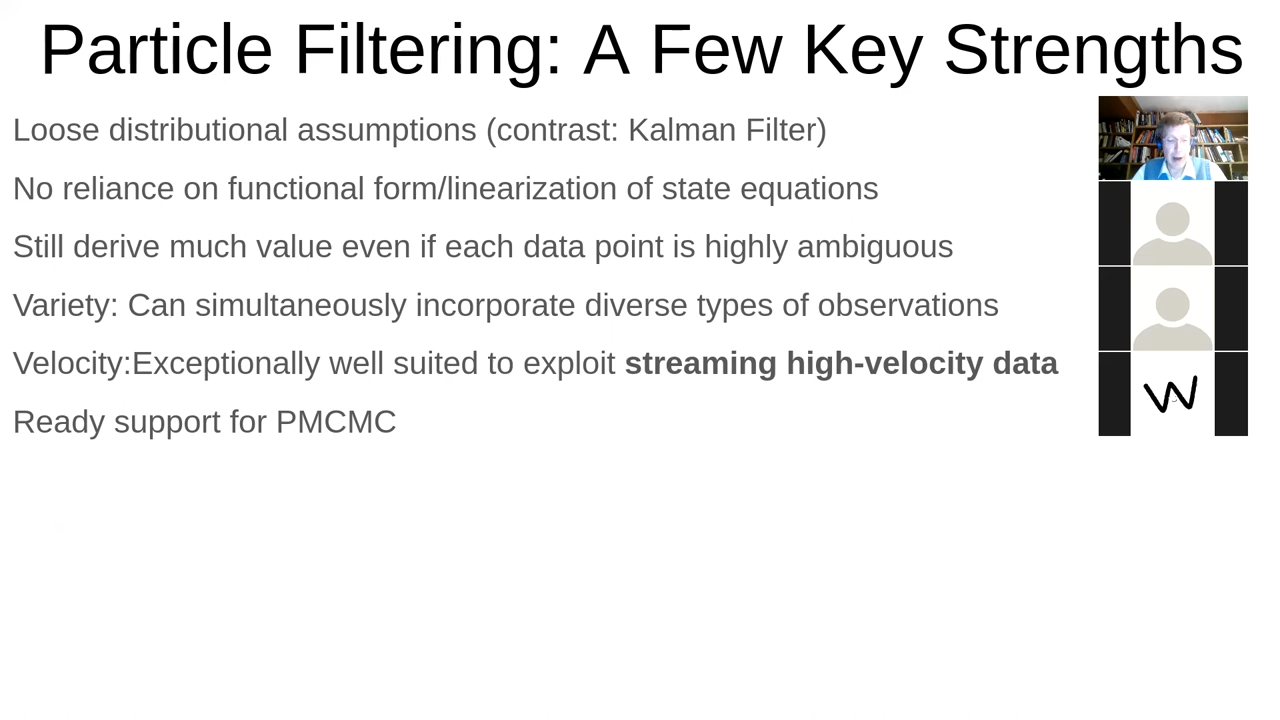 Particle Filtering: A Few Key Strengths
Loose distributional assumptions (contrast: Kalman Filter)
No reliance on functional form/linearization of state equations
Still derive much value even if each data point is highly ambiguous
Variety: Can simultaneously incorporate diverse types of observations
Velocity:Exceptionally well suited to exploit streaming high-velocity data
Ready support for PMCMC
W